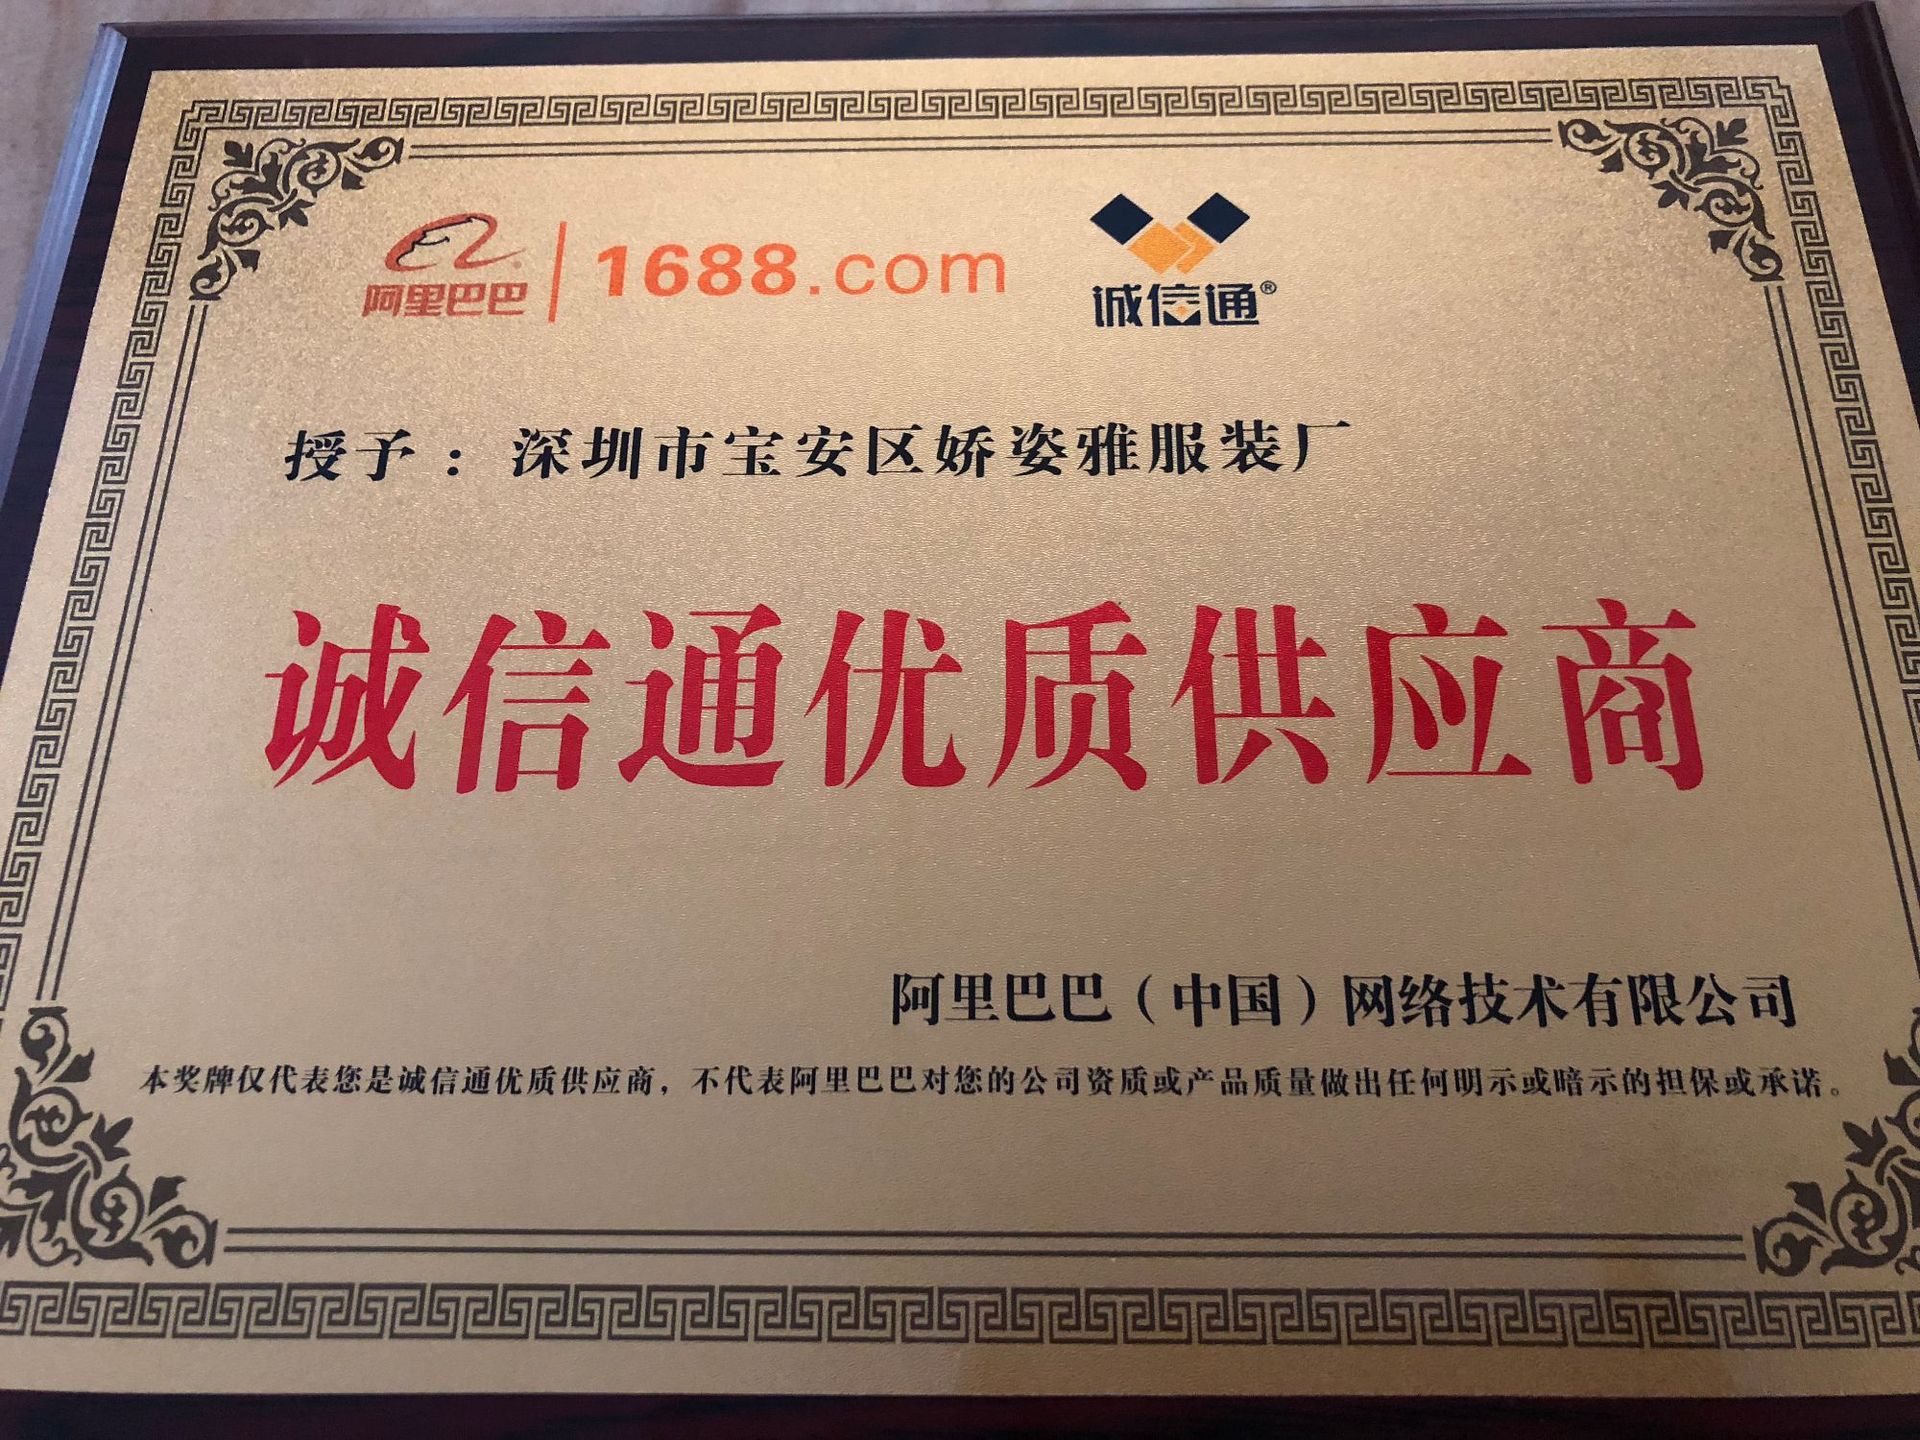 阿里巴巴 1688.com 诚信通®
授予：深圳市宝安区娇姿雅服装厂
诚信通优质供应商
阿里巴巴（中国）网络技术有限公司
本奖牌仅代表您是诚信通优质供应商，不代表阿里巴巴对您的公司资质或产品质量做出任何明示或暗示的担保或承诺。